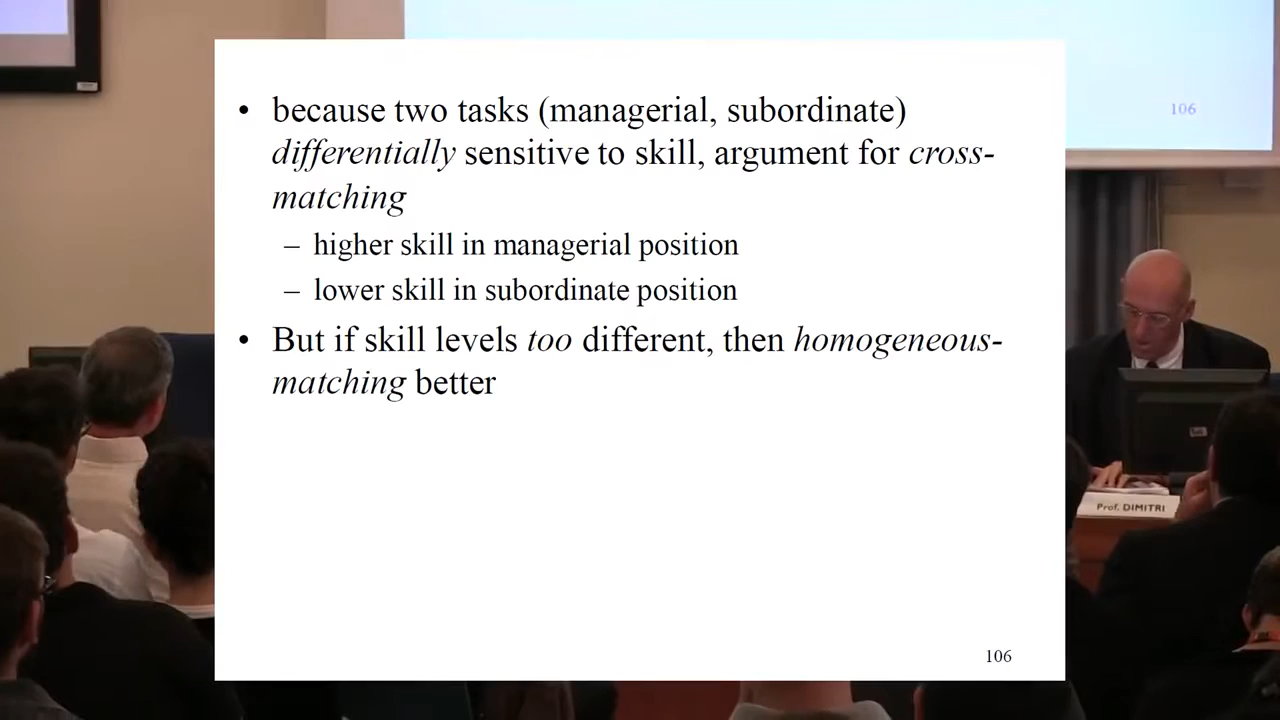 • because two tasks (managerial, subordinate)
differentially sensitive to skill, argument for cross-
matching
– higher skill in managerial position
– lower skill in subordinate position
• But if skill levels too different, then homogeneous-
matching better
106
106
Prof. DIMITRI